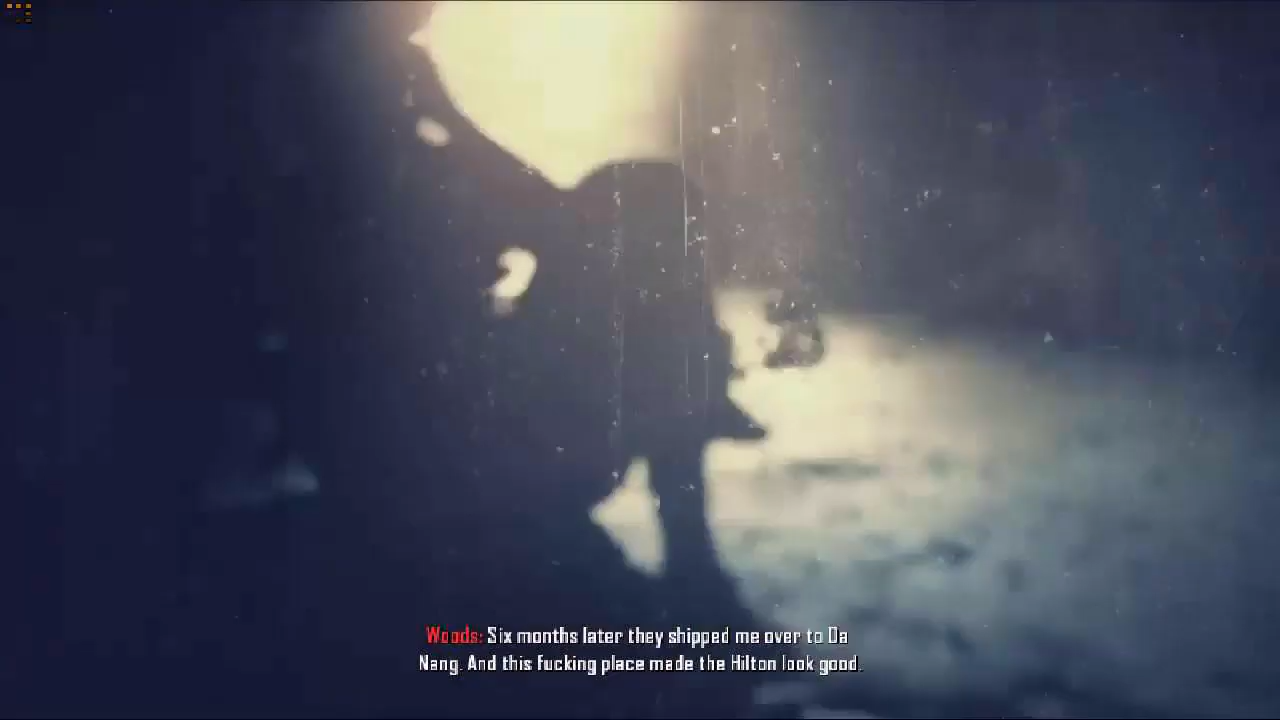 Woods: Six months later they shipped me over to Da
Nang. And this fucking place made the Hilton look good.